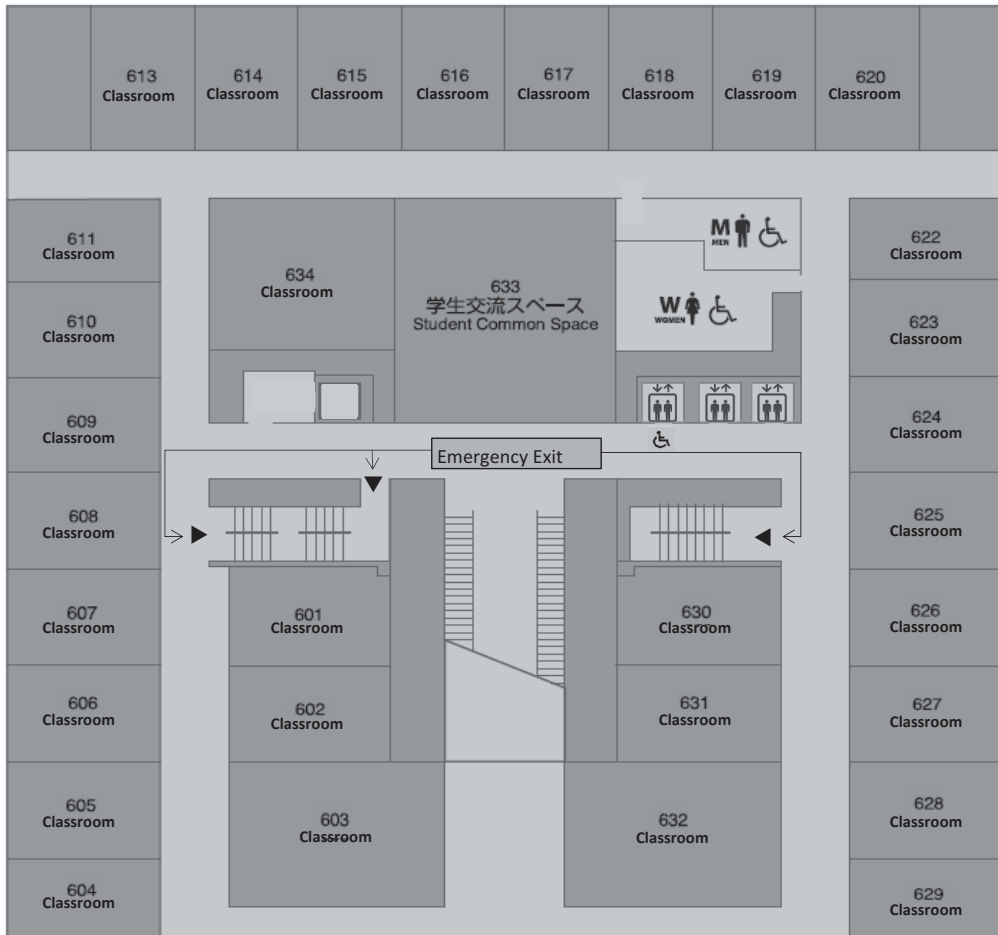 613
Classroom
614
Classroom
615
Classroom
616
Classroom
617
Classroom
618
Classroom
619
Classroom
620
Classroom
611
Classroom
634
Classroom
633
学生交流スペース
Student Common Space
M
MEN
W
WOMEN
622
Classroom
610
Classroom
623
Classroom
609
Classroom
624
Classroom
Emergency Exit
608
Classroom
625
Classroom
607
Classroom
601
Classroom
630
Classroom
626
Classroom
606
Classroom
602
Classroom
631
Classroom
627
Classroom
605
Classroom
603
Classroom
632
Classroom
628
Classroom
604
Classroom
629
Classroom